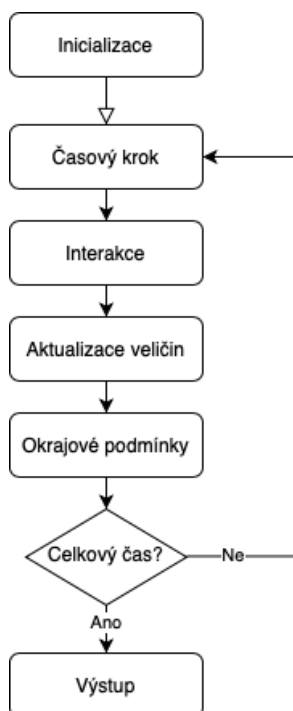 Inicializace
Časový krok
Interakce
Aktualizace veličin
Okrajové podmínky
Celkový čas?
Ne
Ano
Výstup